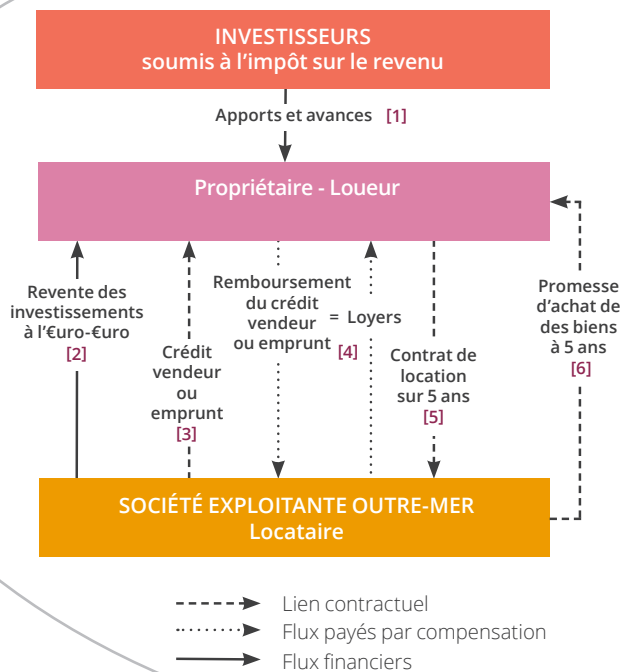 INVESTISSEURS
soumis à l'impôt sur le revenu
Apports et avances [1]
Propriétaire - Loueur
Revente des
investissements
à l'€uro-€uro
[2]
Crédit
vendeur
ou
emprunt
[3]
Remboursement
du crédit
vendeur
ou emprunt
[4]
= Loyers
Contrat de
location
sur 5 ans
[5]
Promesse
d'achat de
des biens
à 5 ans
[6]
SOCIÉTÉ EXPLOITANTE OUTRE-MER
Locataire
Lien contractuel
Flux payés par compensation
Flux financiers